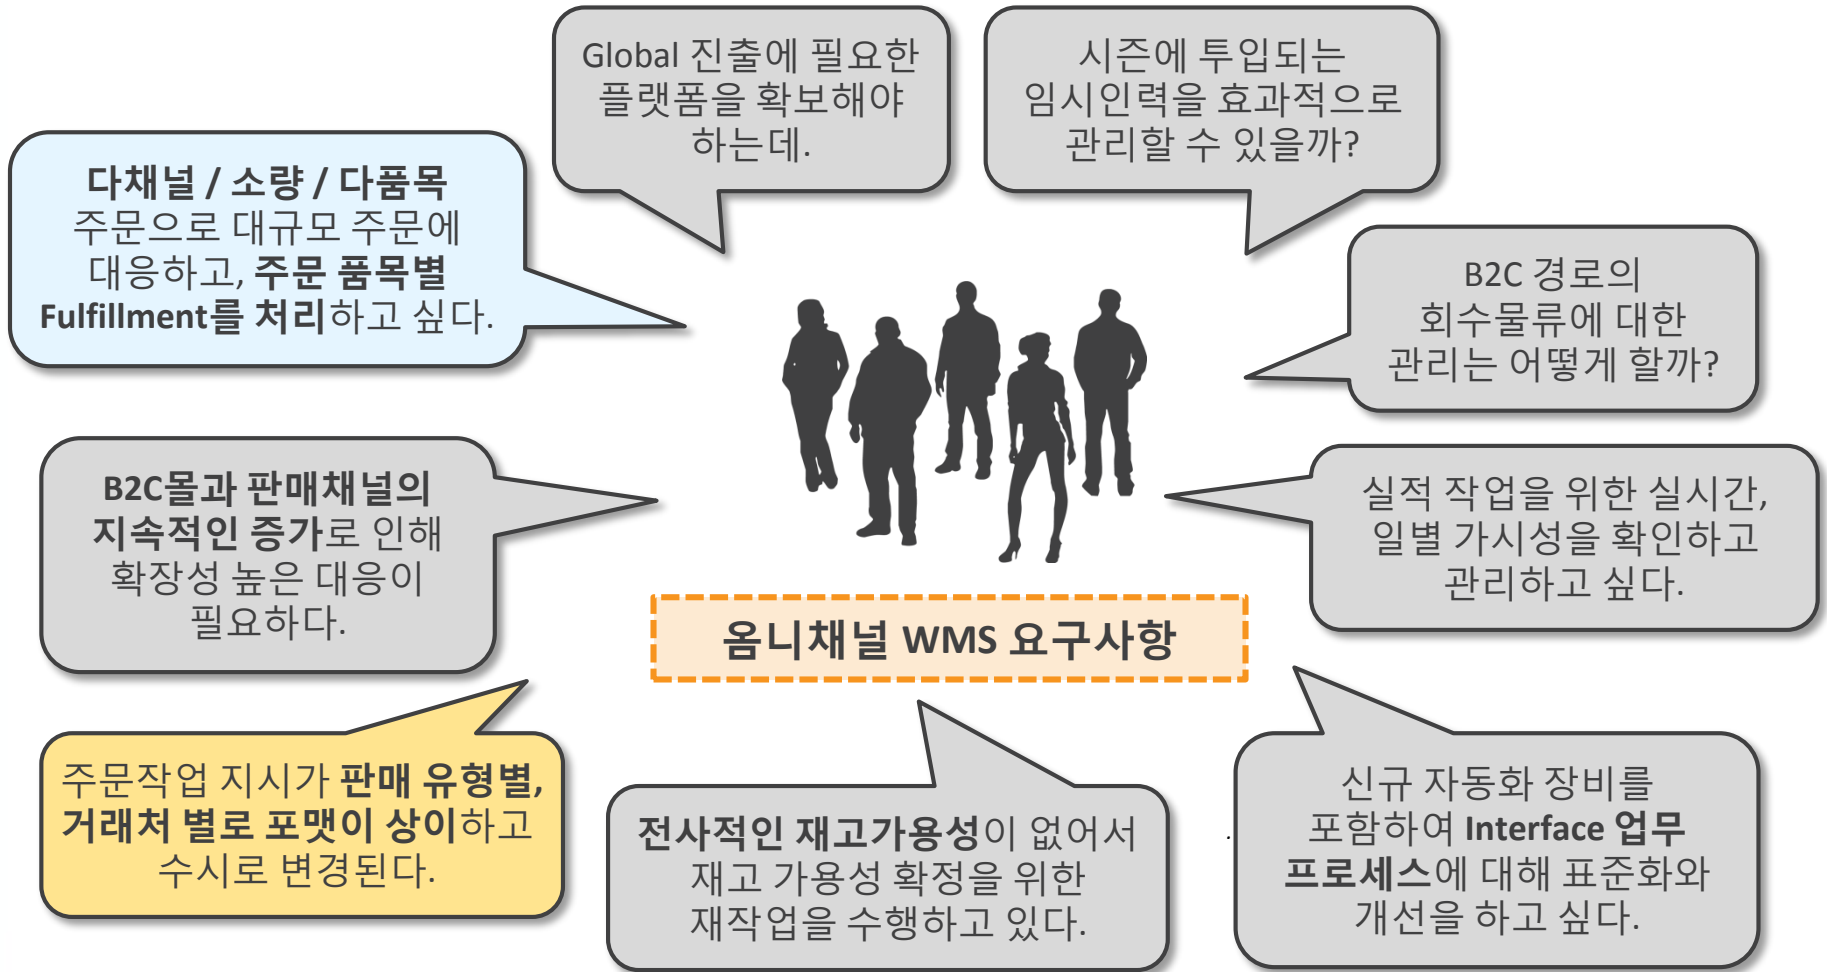 Global 진출에 필요한
플랫폼을 확보해야
하는데.
시즌에 투입되는
임시인력을 효과적으로
관리할 수 있을까?
다채널 / 소량 / 다품목
주문으로 대규모 주문에
대응하고, 주문 품목별
Fulfillment를 처리하고 싶다.
B2C 경로의
회수물류에 대한
관리는 어떻게 할까?
B2C몰과 판매채널의
지속적인 증가로 인해
확장성 높은 대응이
필요하다.
실적 작업을 위한 실시간,
일별 가시성을 확인하고
관리하고 싶다.
옴니채널 WMS 요구사항
주문작업 지시가 판매 유형별,
거래처 별로 포맷이 상이하고
수시로 변경된다.
전사적인 재고가용성이 없어서
재고 가용성 확정을 위한
재작업을 수행하고 있다.
.
신규 자동화 장비를
포함하여 Interface 업무
프로세스에 대해 표준화와
개선을 하고 싶다.